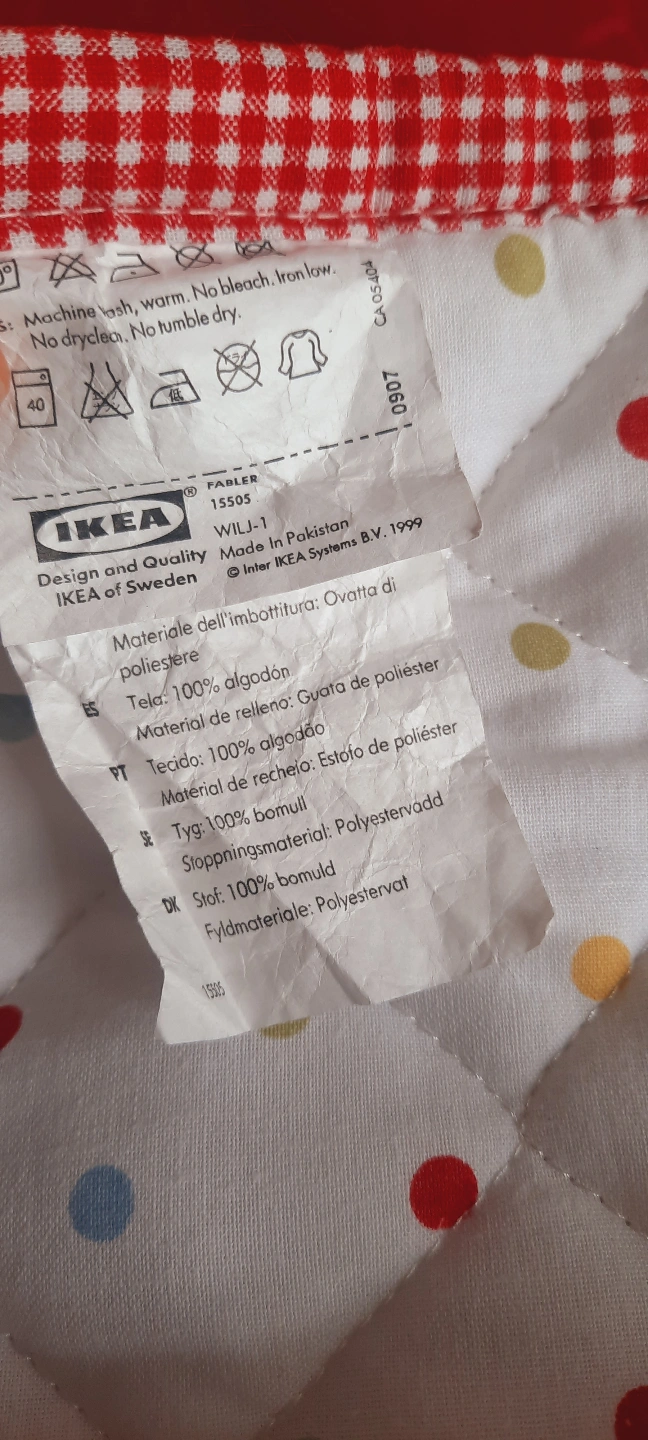 Machine wash, warm. No bleach. Iron low.
No dryclean. No tumble dry.
CA 05404
40
低
0907
IKEA®
Design and Quality
IKEA of Sweden
FABLER
15505
WILJ-1
Made In Pakistan
© Inter IKEA Systems B.V. 1999
Materiale dell'imbottitura: Ovatta di
poliestere
ES Tela: 100% algodón
Material de relleno: Guata de poliéster
PT Tecido: 100% algodão
Material de recheio: Estofo de poliéster
SE Tyg: 100% bomull
Stoppningsmaterial: Polyestervadd
DK Stof: 100% bomuld
Fyldmateriale: Polyestervat
15505